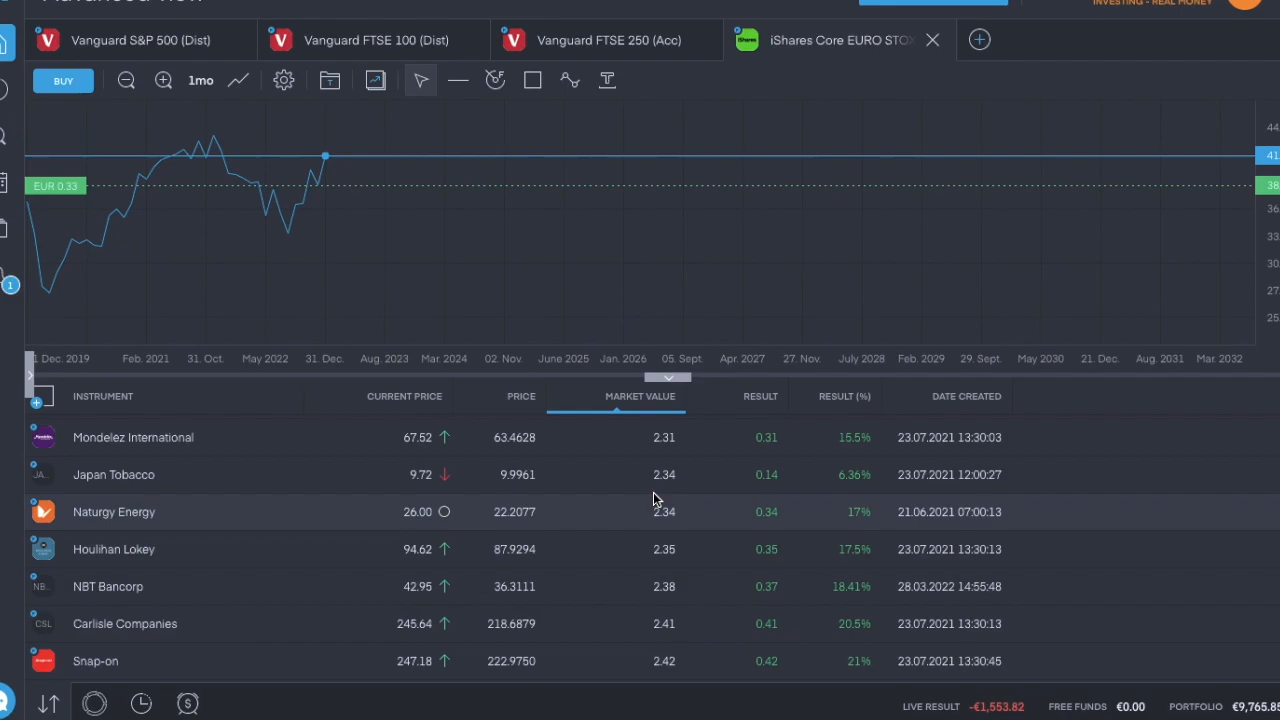 Advanced View
INVESTING - REAL MONEY
Vanguard S&P 500 (Dist)
Vanguard FTSE 100 (Dist)
Vanguard FTSE 250 (Acc)
iShares iShares Core EURO STOX
BUY
1mo
44
41.
EUR 0.33
38
36
33
30
27
25
1
1 Dec. 2019 Feb. 2021 31. Oct. May 2022 31. Dec. Aug. 2023 Mar. 2024 02. Nov. June 2025 Jan. 2026 05. Sept. Apr. 2027 27. Nov. July 2028 Feb. 2029 29. Sept. May 2030 21. Dec. Aug. 2031 Mar. 2032
INSTRUMENT CURRENT PRICE PRICE MARKET VALUE RESULT RESULT (%) DATE CREATED
Mondelez International 67.52 63.4628 2.31 0.31 15.5% 23.07.2021 13:30:03
JA... Japan Tobacco 9.72 9.9961 2.34 0.14 6.36% 23.07.2021 12:00:27
Naturgy Energy 26.00 22.2077 2.34 0.34 17% 21.06.2021 07:00:13
Houlihan Lokey 94.62 87.9294 2.35 0.35 17.5% 23.07.2021 13:30:13
NB... NBT Bancorp 42.95 36.3111 2.38 0.37 18.41% 28.03.2022 14:55:48
CSL Carlisle Companies 245.64 218.6879 2.41 0.41 20.5% 23.07.2021 13:30:13
Snap-on 247.18 222.9750 2.42 0.42 21% 23.07.2021 13:30:45
LIVE RESULT -€1,553.82 FREE FUNDS €0.00 PORTFOLIO €9,765.85